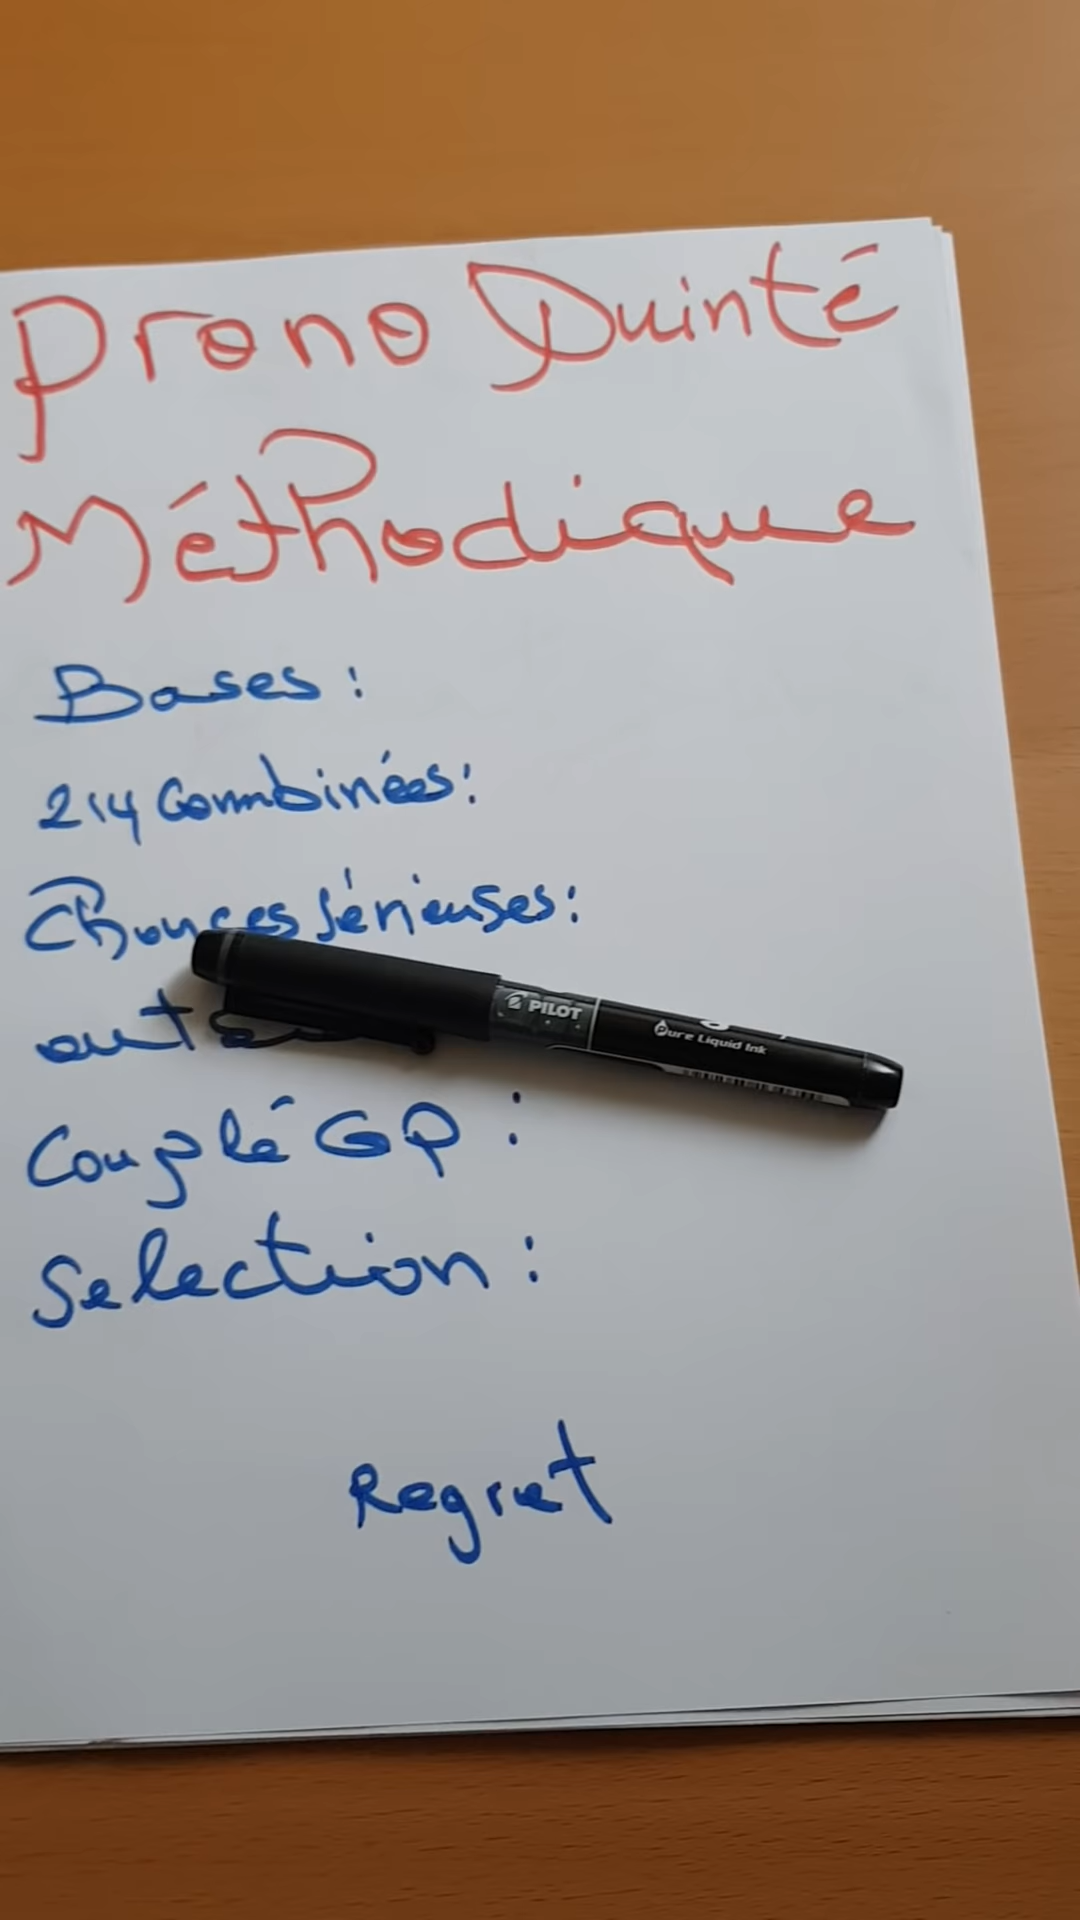 Prono Quinté
Méthodique
Bases :
2/4 Combinées :
Chances Sérieuses :
PILOT
Pure Liquid Ink
Couplé GP :
Selection :
Regret